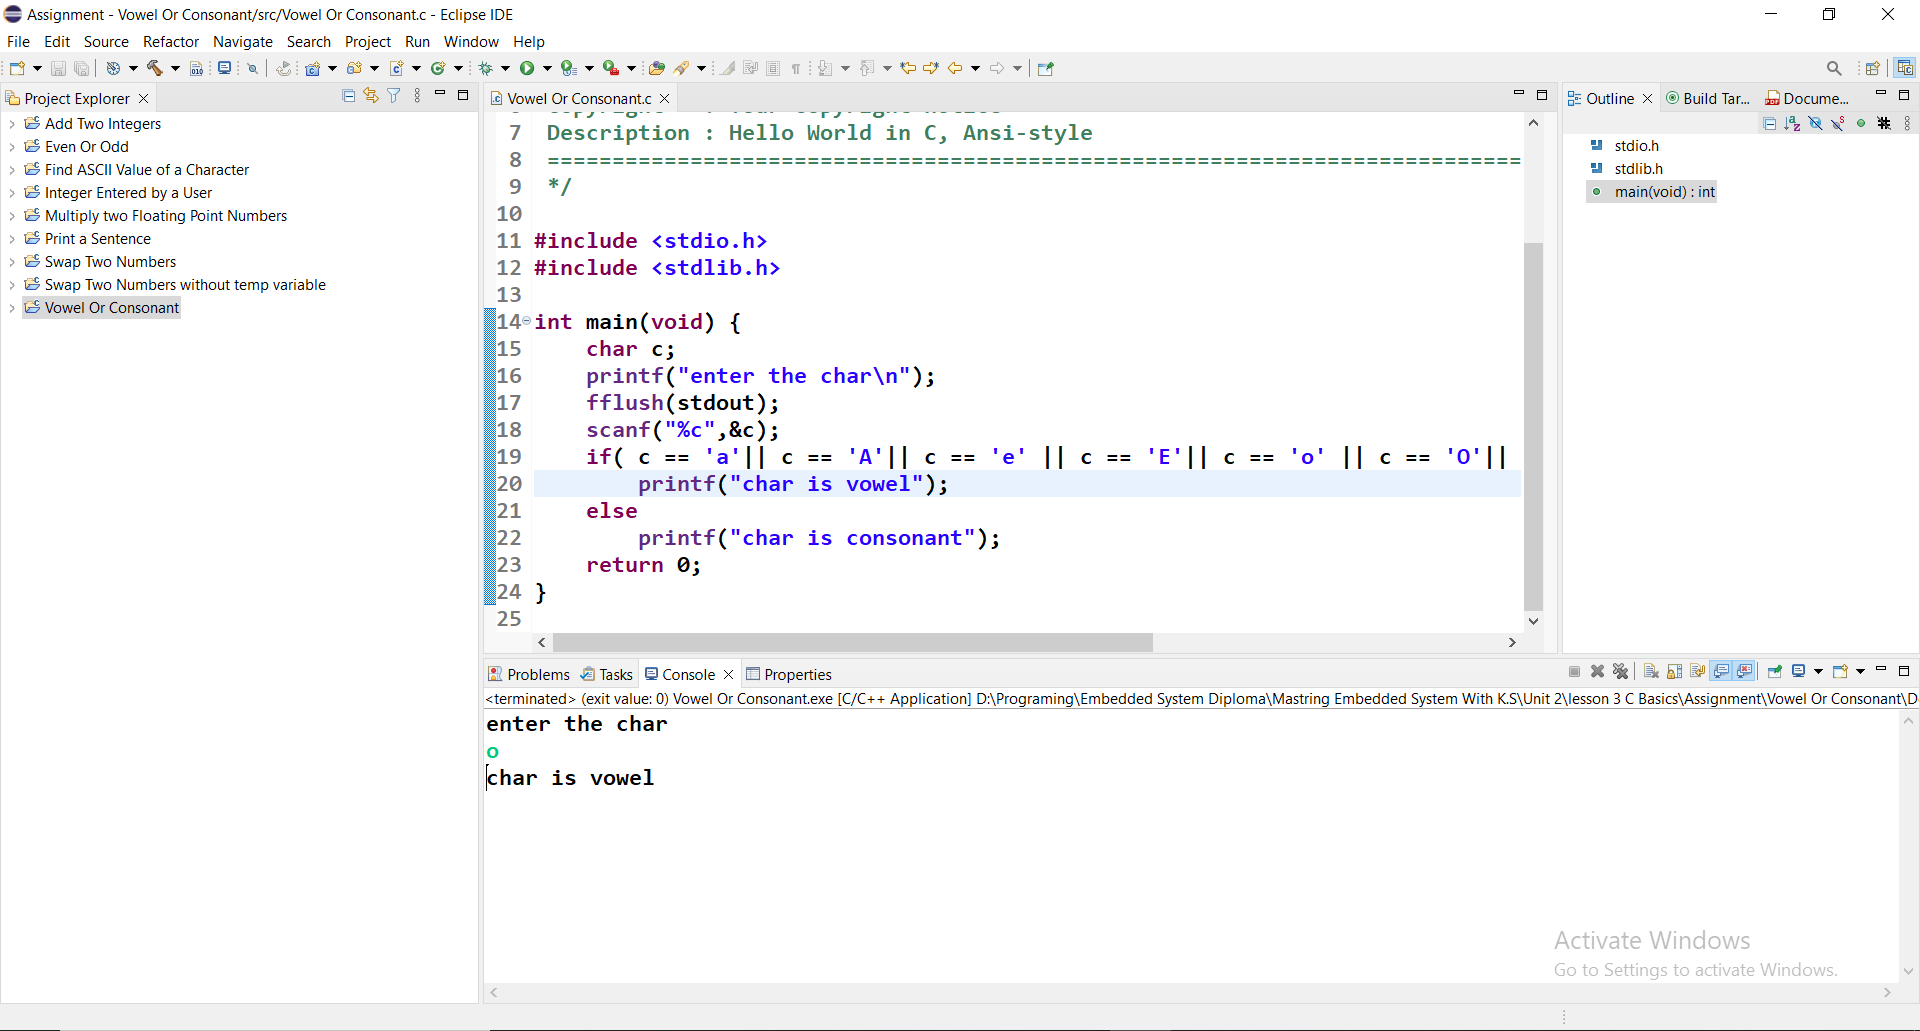 Assignment - Vowel Or Consonant/src/Vowel Or Consonant.c - Eclipse IDE
File Edit Source Refactor Navigate Search Project Run Window Help
Project Explorer
Add Two Integers
Even Or Odd
Find ASCII Value of a Character
Integer Entered by a User
Multiply two Floating Point Numbers
Print a Sentence
Swap Two Numbers
Swap Two Numbers without temp variable
Vowel Or Consonant
Vowel Or Consonant.c
7 Description : Hello World in C, Ansi-style
8 ===========================================================================
9 */
10
11 #include <stdio.h>
12 #include <stdlib.h>
13
14 int main(void) {
15 char c;
16 printf("enter the char\n");
17 fflush(stdout);
18 scanf("%c",&c);
19 if( c == 'a'|| c == 'A'|| c == 'e' || c == 'E'|| c == 'o' || c == 'O'||
20 printf("char is vowel");
21 else
22 printf("char is consonant");
23 return 0;
24 }
25
Outline Build Tar... Docume...
stdio.h
stdlib.h
main(void) : int
Problems Tasks Console Properties
<terminated> (exit value: 0) Vowel Or Consonant.exe [C/C++ Application] D:\Programing\Embedded System Diploma\Mastring Embedded System With K.S\Unit 2\lesson 3 C Basics\Assignment\Vowel Or Consonant\D
enter the char
o
char is vowel
Activate Windows
Go to Settings to activate Windows.